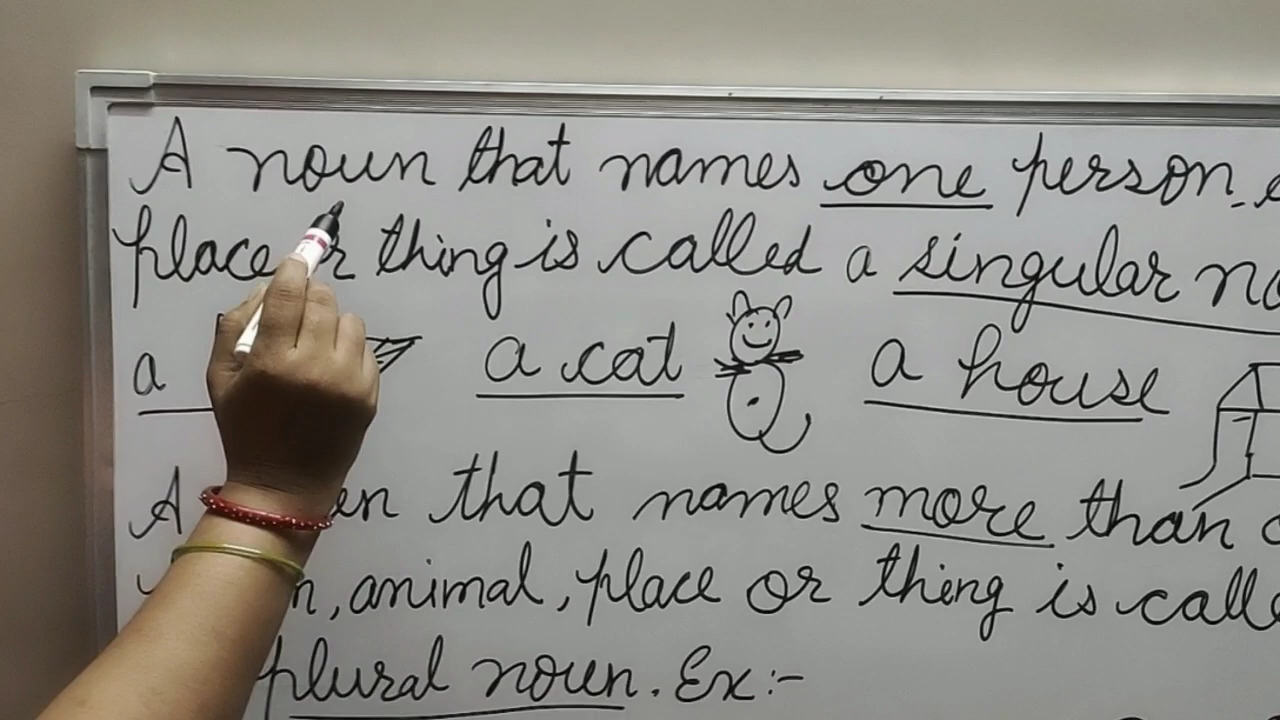 A noun that names one person,
place or thing is called a singular
a a cat a house
A that names more than
animal, place or thing is
plural noun. Ex:-